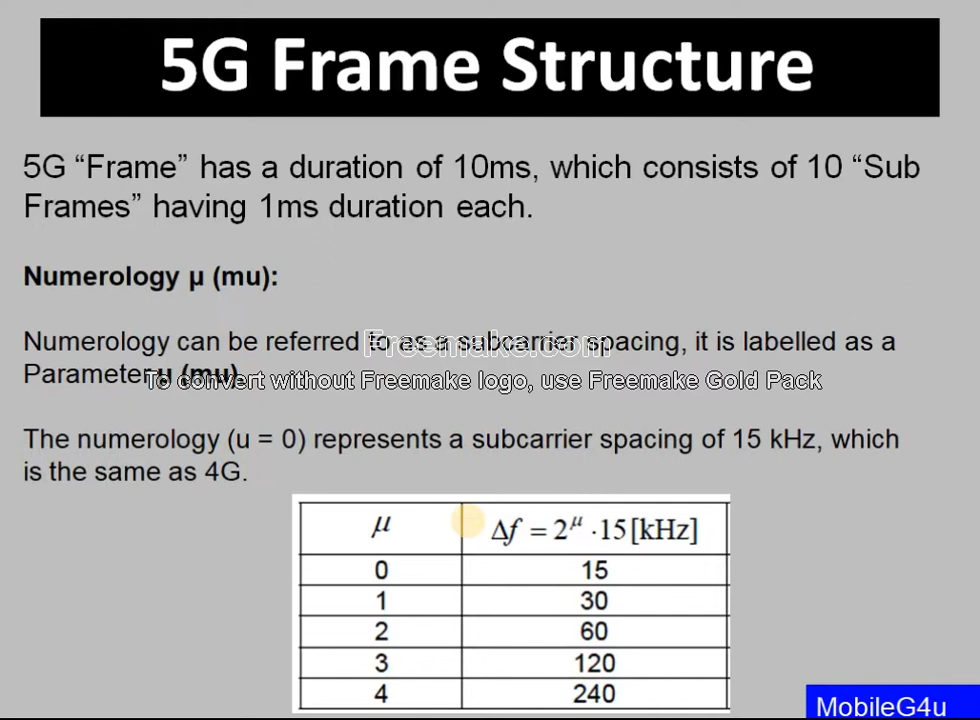 5G Frame Structure
5G “Frame” has a duration of 10ms, which consists of 10 “Sub
Frames” having 1ms duration each.
Numerology µ (mu):
Numerology can be referred to as a subcarrier spacing, it is labelled as a
Freemake.com
Parameter µ (mu).
To convert without Freemake logo, use Freemake Gold Pack
The numerology (u = 0) represents a subcarrier spacing of 15 kHz, which
is the same as 4G.
μ Δf = 2^μ ·15[kHz]
0 15
1 30
2 60
3 120
4 240
MobileG4u